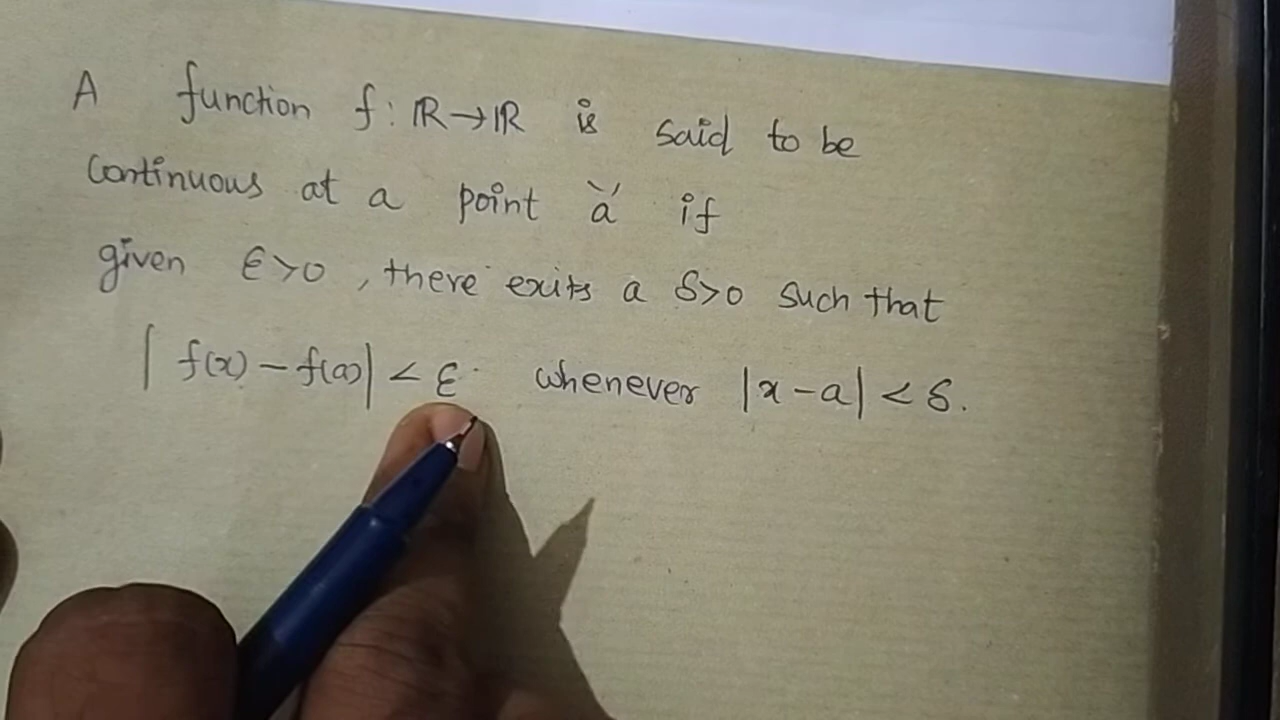 A function f: ℝ→ℝ is said to be
continuous at a point `a' if
given ε>0, there exits a δ>0 such that
|f(x) - f(a)| < ε whenever |x-a| < δ.